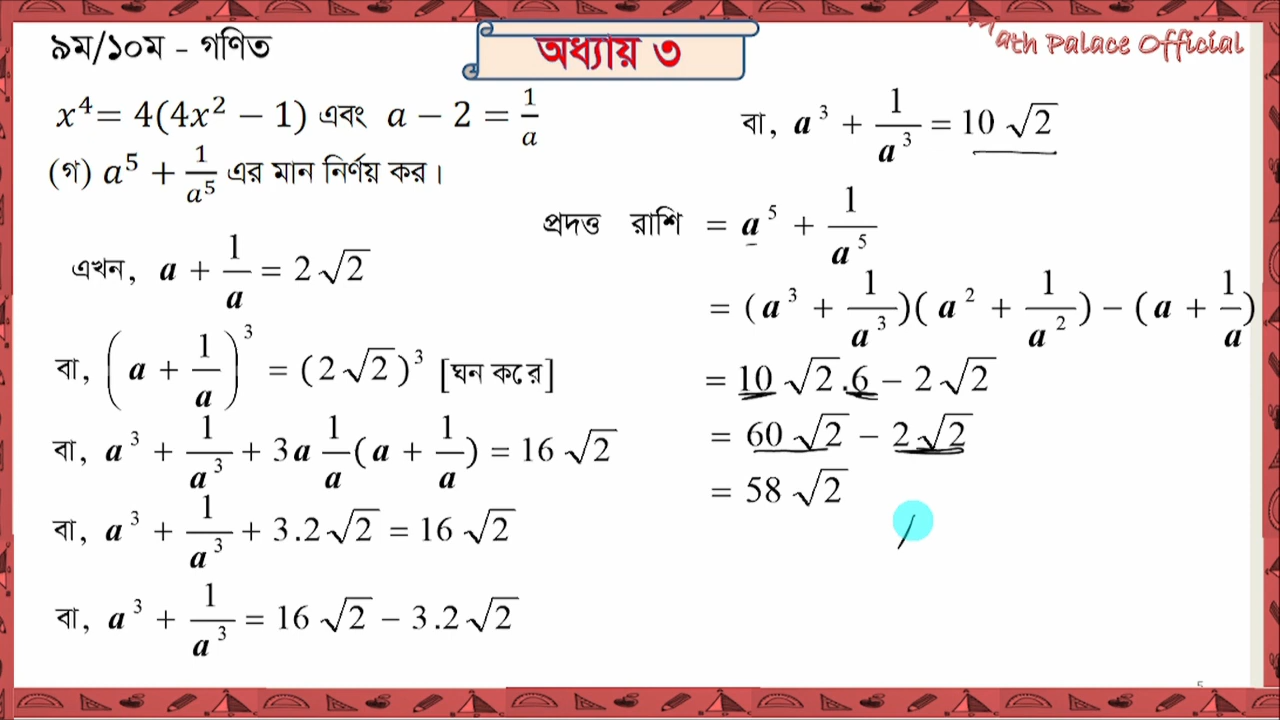 ৯ম/১০ম - গণিত
অধ্যায় ৩
Math Palace Official
x⁴= 4(4x² − 1) এবং a − 2 = 1/a
(গ) a⁵ + 1/a⁵ এর মান নির্ণয় কর।
এখন, a + 1/a = 2√2
বা, (a + 1/a)³ = (2√2)³ [ঘন করে]
বা, a³ + 1/a³ + 3a 1/a (a + 1/a) = 16√2
বা, a³ + 1/a³ + 3.2√2 = 16√2
বা, a³ + 1/a³ = 16√2 − 3.2√2
বা, a³ + 1/a³ = 10√2
প্রদত্ত রাশি = a⁵ + 1/a⁵
= (a³ + 1/a³)(a² + 1/a²) − (a + 1/a)
= 10√2.6 − 2√2
= 60√2 − 2√2
= 58√2
5